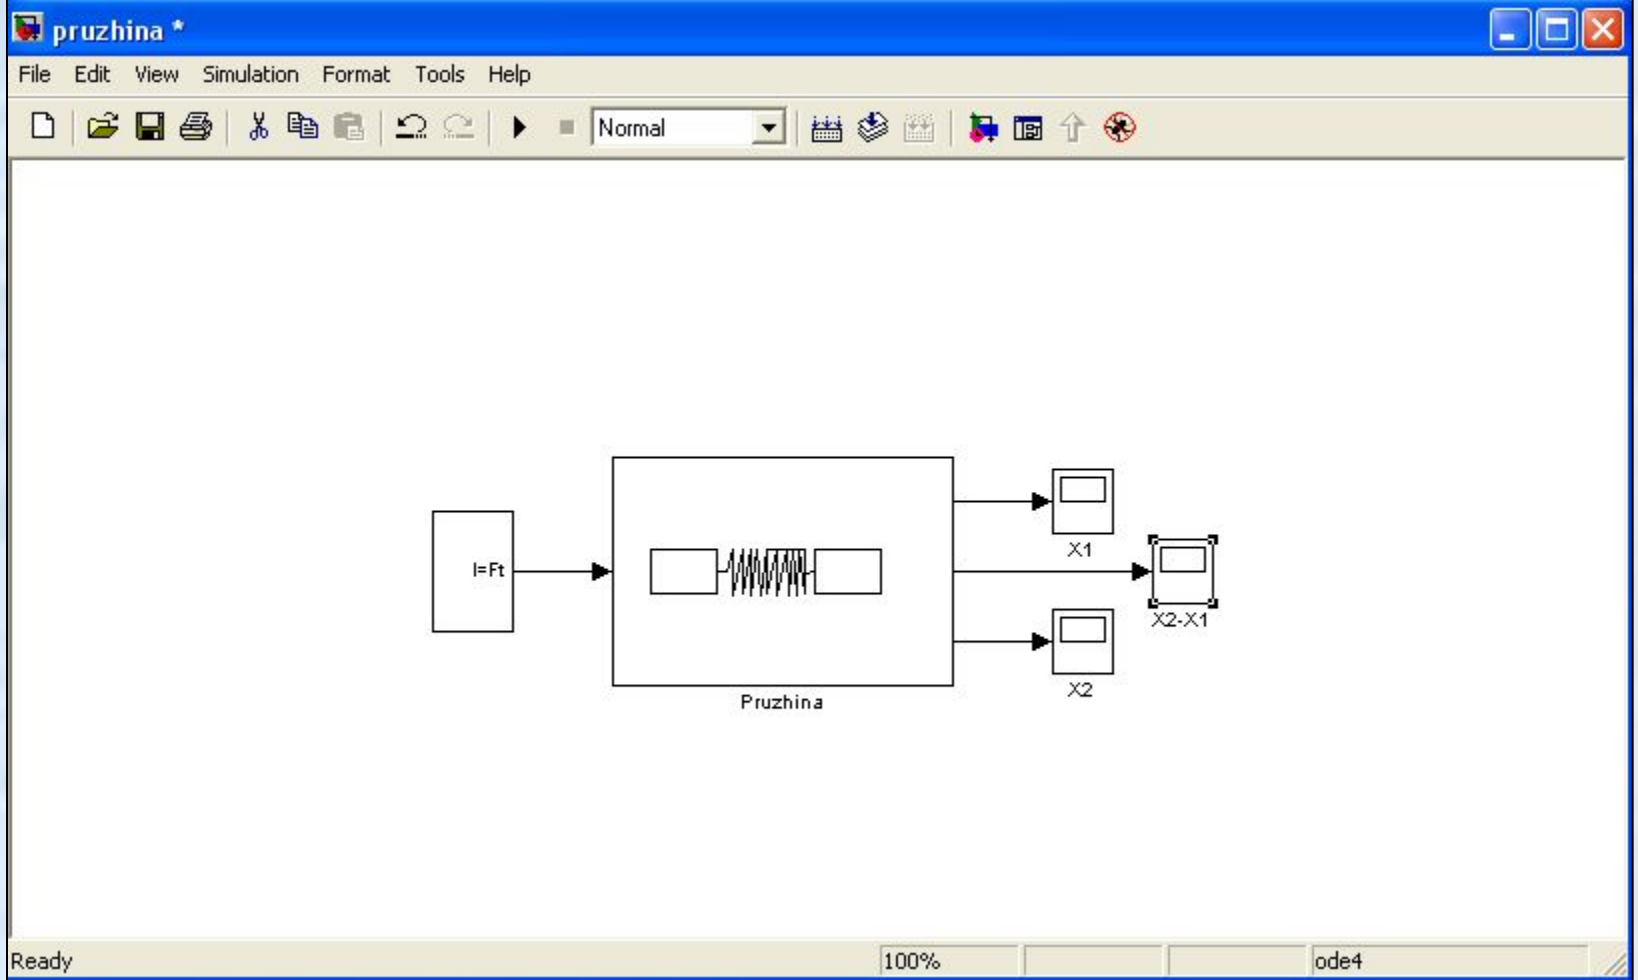 pruzhina *
File Edit View Simulation Format Tools Help
Normal
I=Ft
X1
X2-X1
X2
Pruzhina
Ready 100% ode4